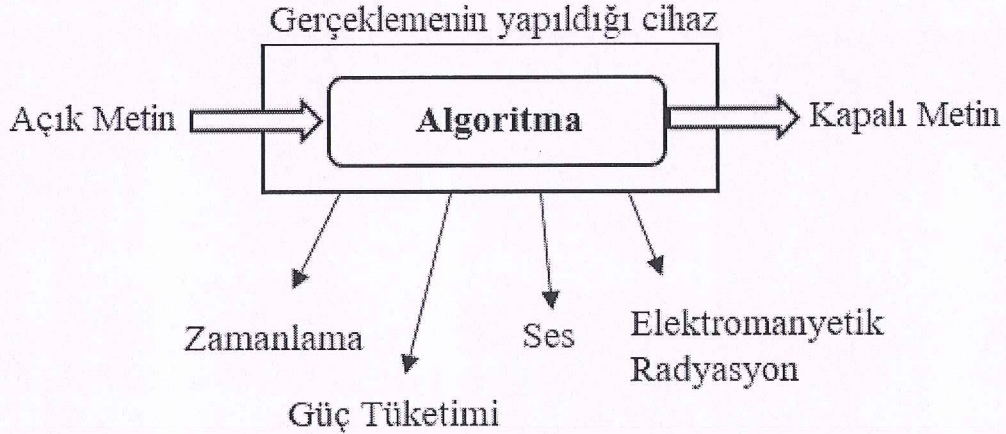 Gerçeklemenin yapıldığı cihaz
Açık Metin
Algoritma
Kapalı Metin
Zamanlama
Güç Tüketimi
Ses
Elektromanyetik
Radyasyon